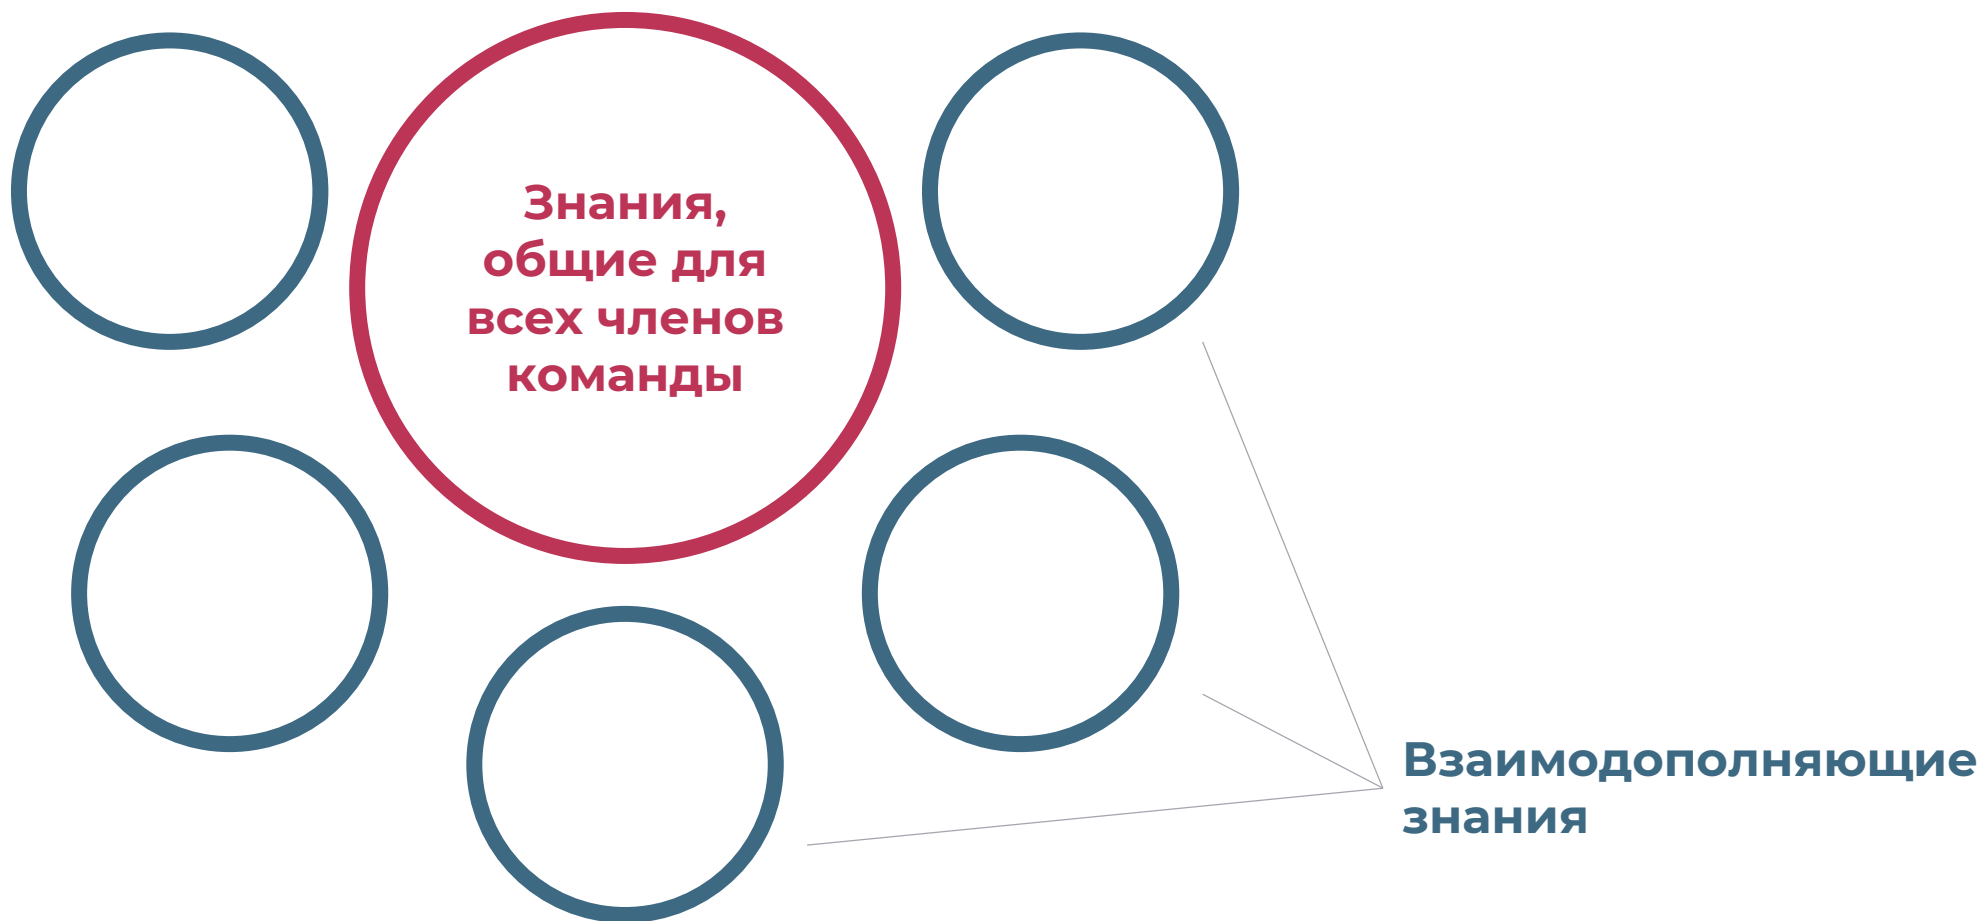 Знания,
общие для
всех членов
команды
Взаимодополняющие
знания